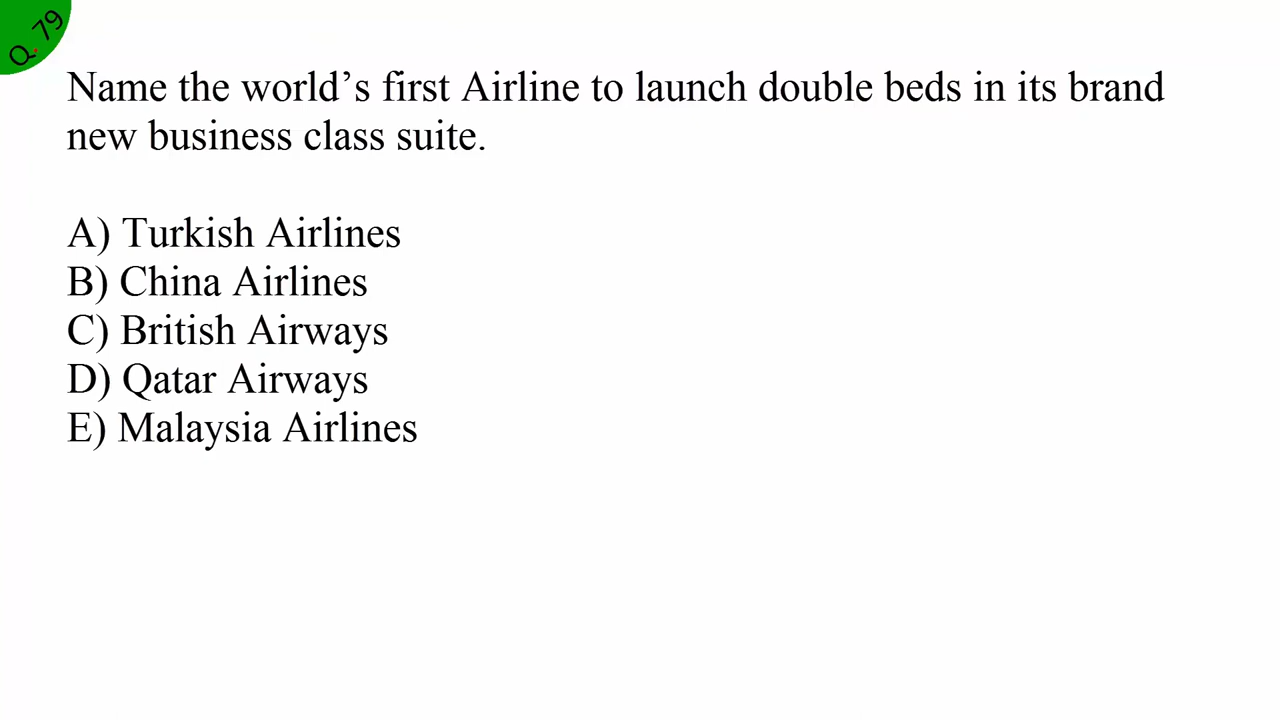 Q.79
Name the world’s first Airline to launch double beds in its brand
new business class suite.
A) Turkish Airlines
B) China Airlines
C) British Airways
D) Qatar Airways
E) Malaysia Airlines